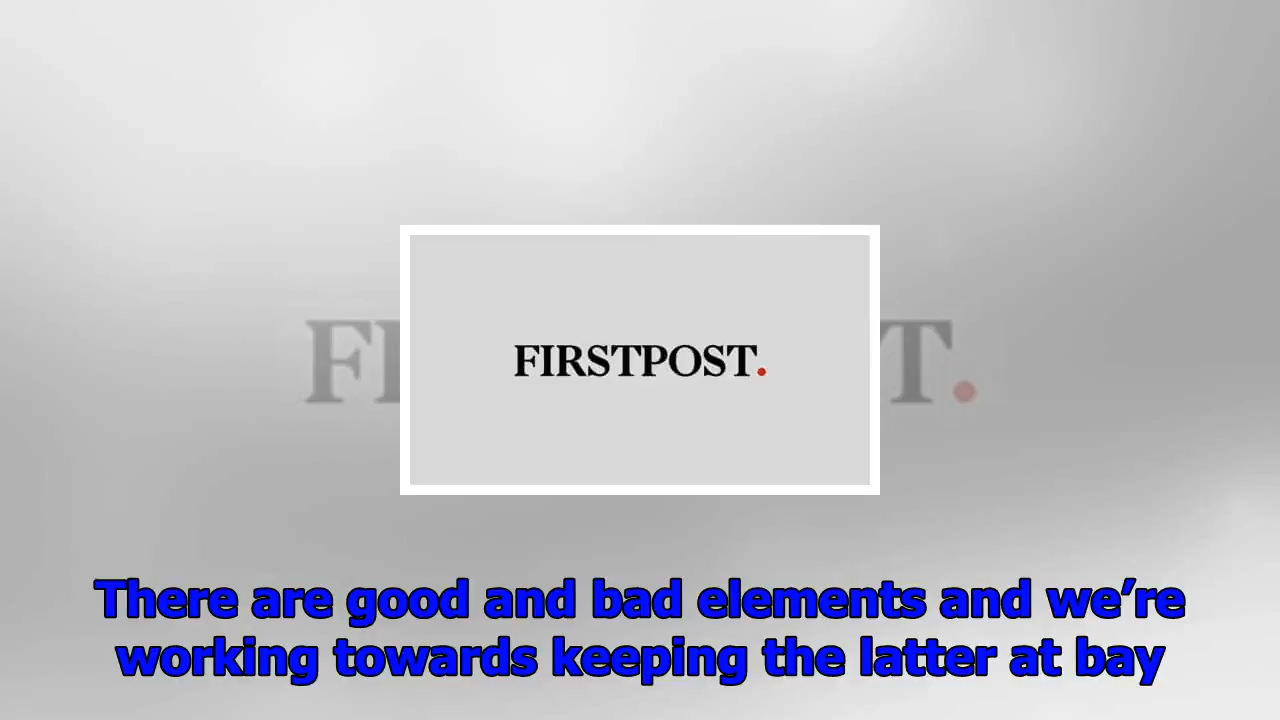 FIRSTPOST.
There are good and bad elements and we’re
working towards keeping the latter at bay